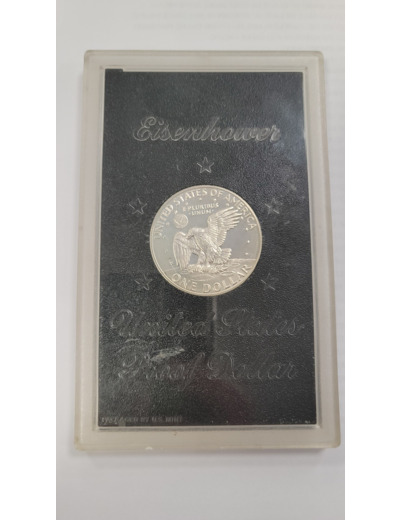 Eisenhower
UNITED STATES OF AMERICA
E PLURIBUS
UNUM
ONE DOLLAR
United States
Proof Dollar